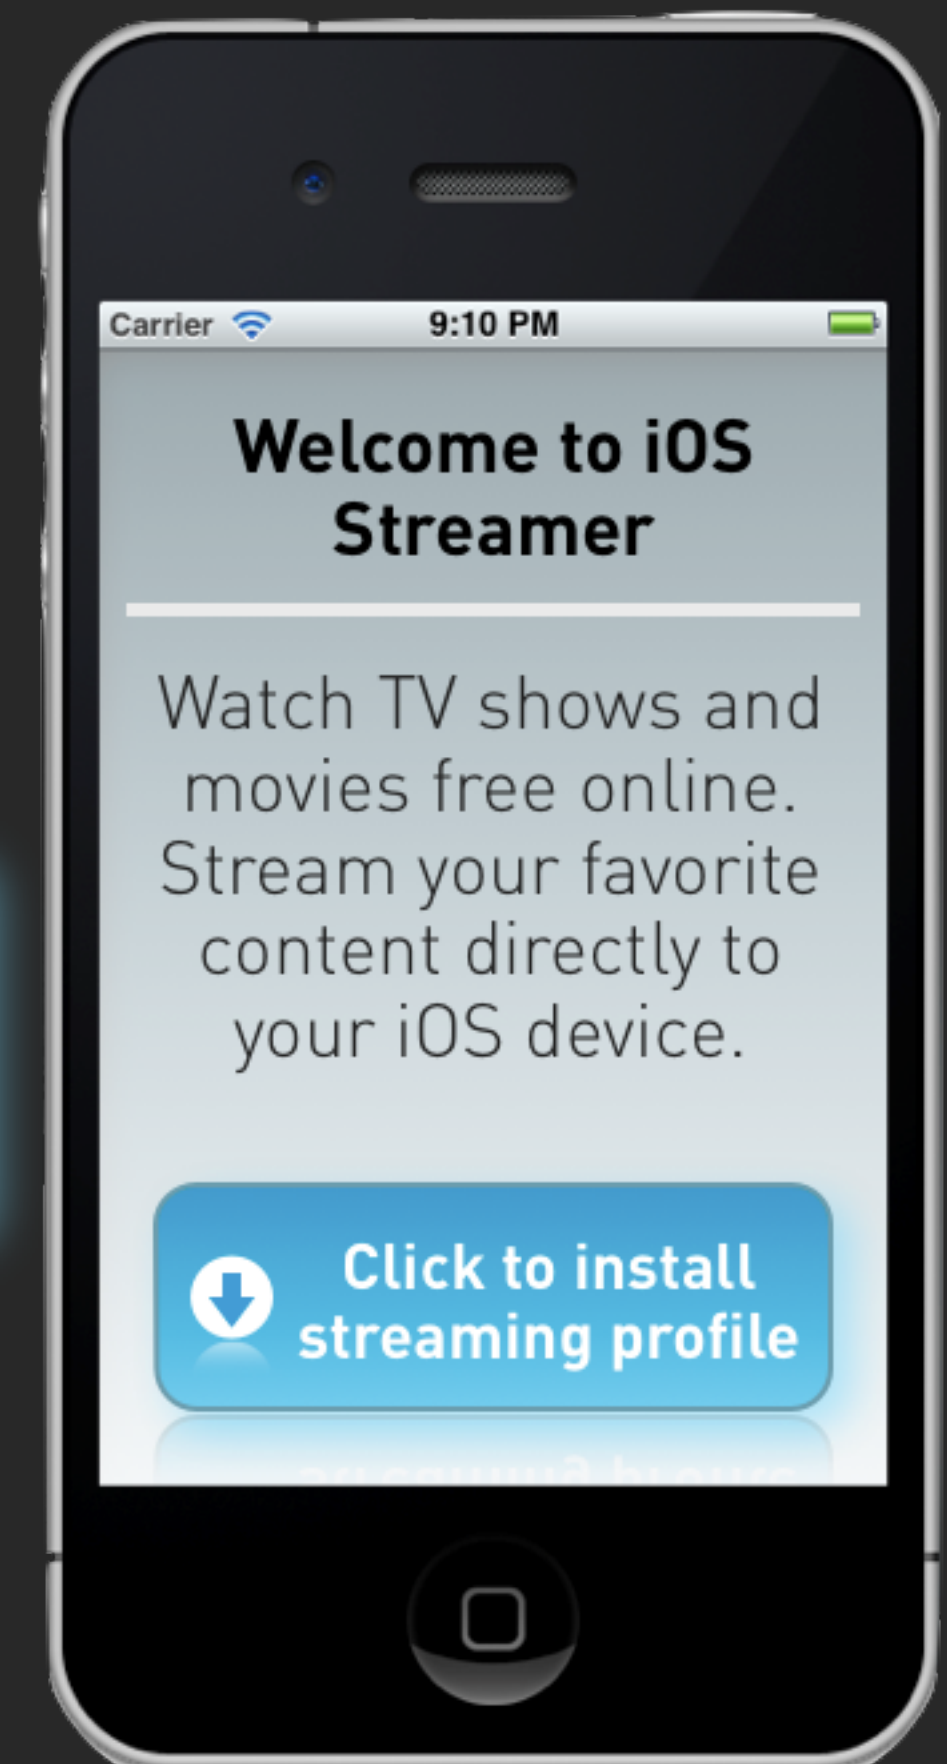 Carrier 9:10 PM
Welcome to iOS
Streamer
Watch TV shows and
movies free online.
Stream your favorite
content directly to
your iOS device.
Click to install
streaming profile